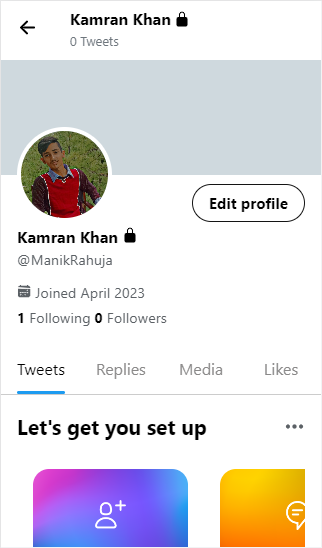 Kamran Khan
0 Tweets
Edit profile
Kamran Khan
@ManikRahuja
Joined April 2023
1 Following 0 Followers
Tweets Replies Media Likes
Let's get you set up